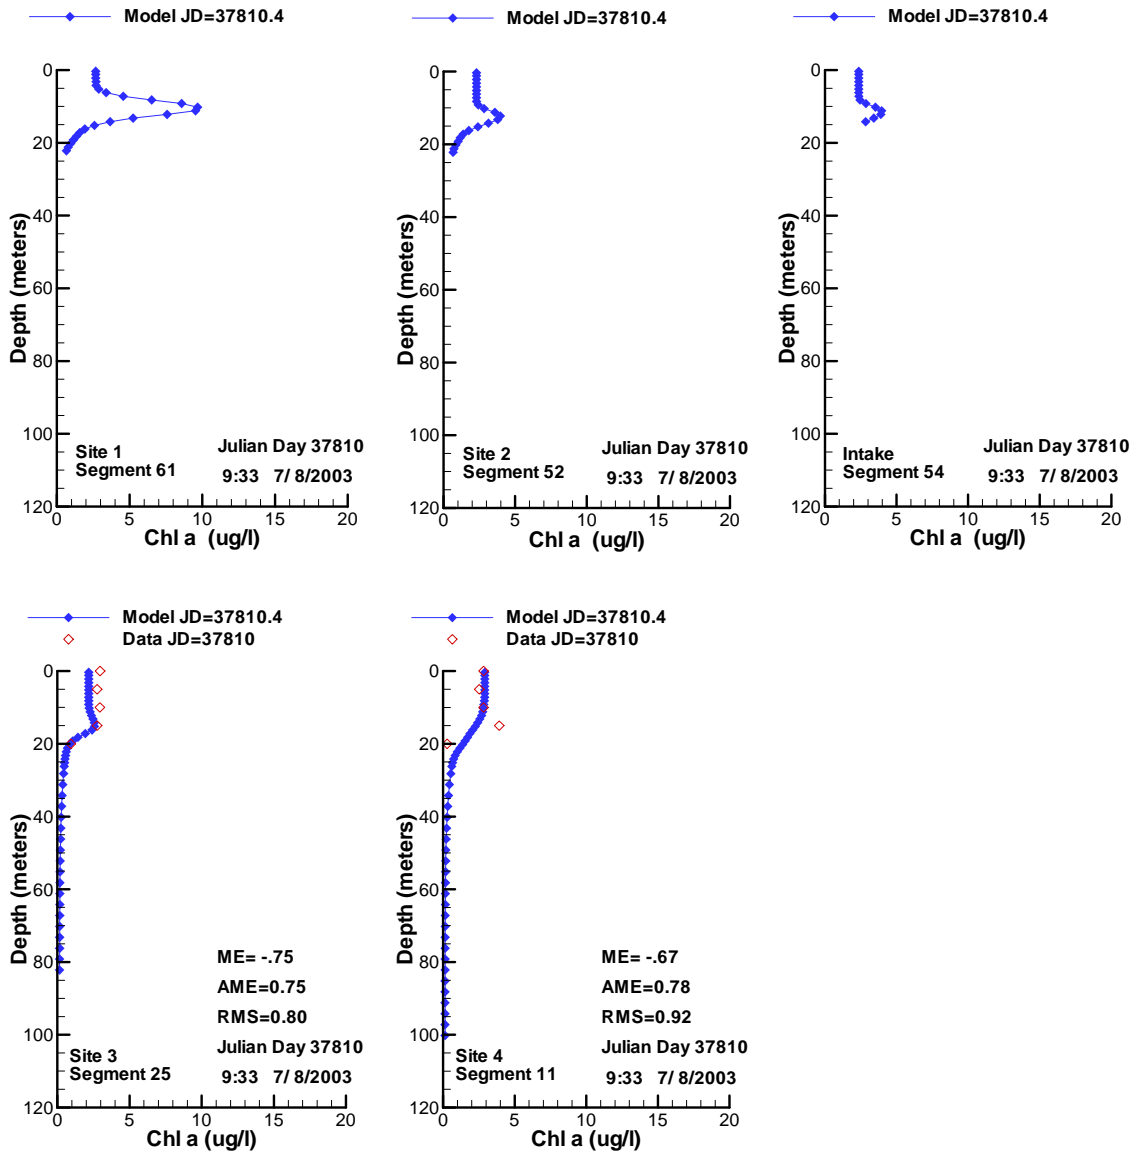 Model JD=37810.4
0
20
40
60
80
100
120
Depth (meters)
Site 1
Segment 61
Julian Day 37810
9:33 7/ 8/2003
0 5 10 15 20
Chl a (ug/l)
Model JD=37810.4
0
20
40
60
80
100
120
Depth (meters)
Site 2
Segment 52
Julian Day 37810
9:33 7/ 8/2003
0 5 10 15 20
Chl a (ug/l)
Model JD=37810.4
0
20
40
60
80
100
120
Depth (meters)
Intake
Segment 54
Julian Day 37810
9:33 7/ 8/2003
0 5 10 15 20
Chl a (ug/l)
Model JD=37810.4
Data JD=37810
0
20
40
60
80
100
120
Depth (meters)
ME= -.75
AME=0.75
RMS=0.80
Site 3
Segment 25
Julian Day 37810
9:33 7/ 8/2003
0 5 10 15 20
Chl a (ug/l)
Model JD=37810.4
Data JD=37810
0
20
40
60
80
100
120
Depth (meters)
ME= -.67
AME=0.78
RMS=0.92
Site 4
Segment 11
Julian Day 37810
9:33 7/ 8/2003
0 5 10 15 20
Chl a (ug/l)